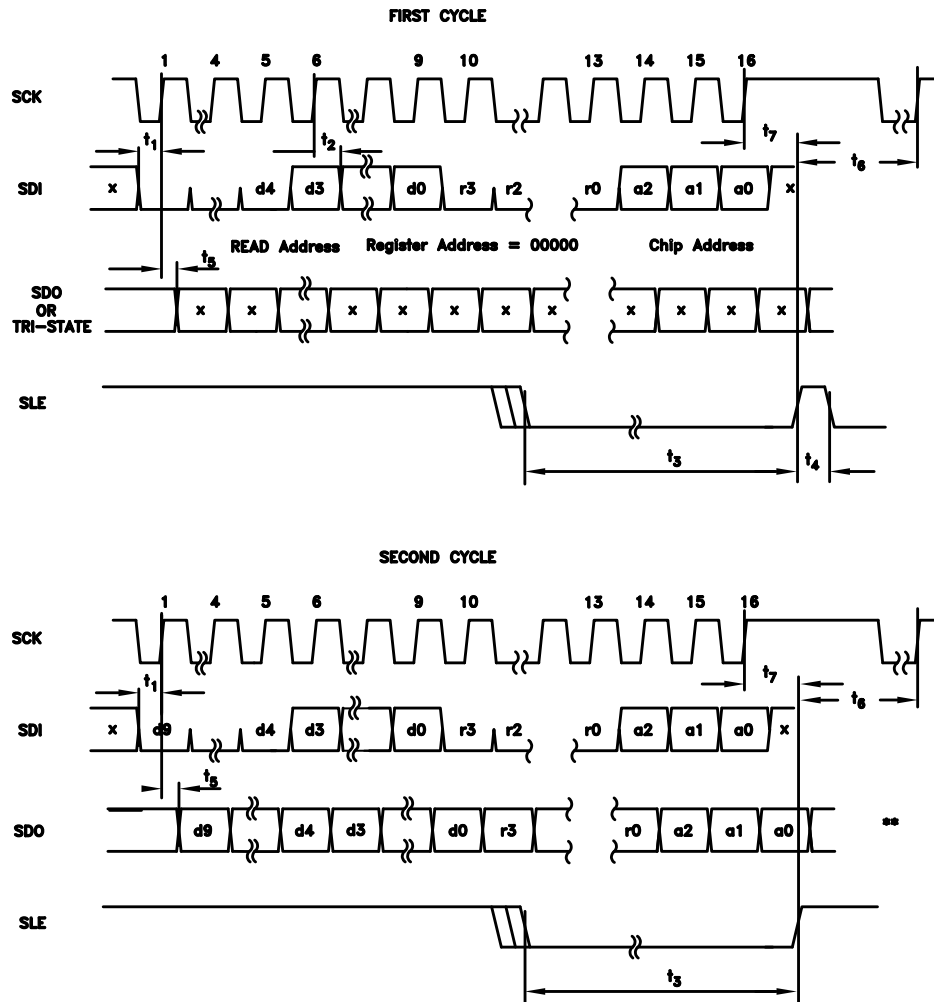 FIRST CYCLE
1 4 5 6 9 10 13 14 15 16
SCK
t1 t2 t7 t6
SDI x d4 d3 d0 r3 r2 r0 a2 a1 a0 x
READ Address Register Address = 00000 Chip Address
t5
SDO
OR
TRI-STATE
x x x x x x x x x x x
SLE
t3 t4
SECOND CYCLE
1 4 5 6 9 10 13 14 15 16
SCK
t1 t7 t6
SDI x d9 d4 d3 d0 r3 r2 r0 a2 a1 a0 x
t5
SDO d9 d4 d3 d0 r3 r0 a2 a1 a0 **
SLE
t3